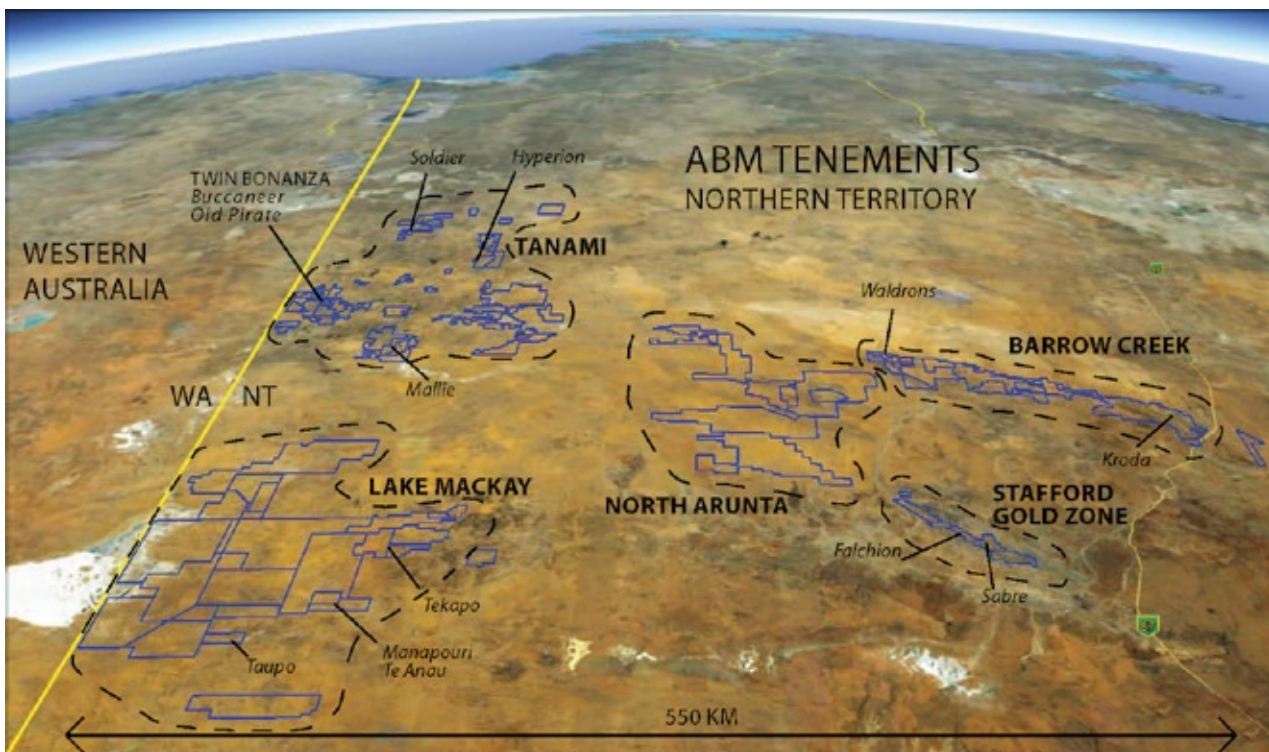 ABM TENEMENTS
NORTHERN TERRITORY
Soldier
Hyperion
TWIN BONANZA
Buccaneer
Old Pirate
TANAMI
WESTERN
AUSTRALIA
Waldrons
BARROW CREEK
Mallie
WA NT
Kroda
LAKE MACKAY
NORTH ARUNTA
STAFFORD
GOLD ZONE
Falchion
Sabre
Tekapo
Manapouri
Te Anau
Taupo
550 KM